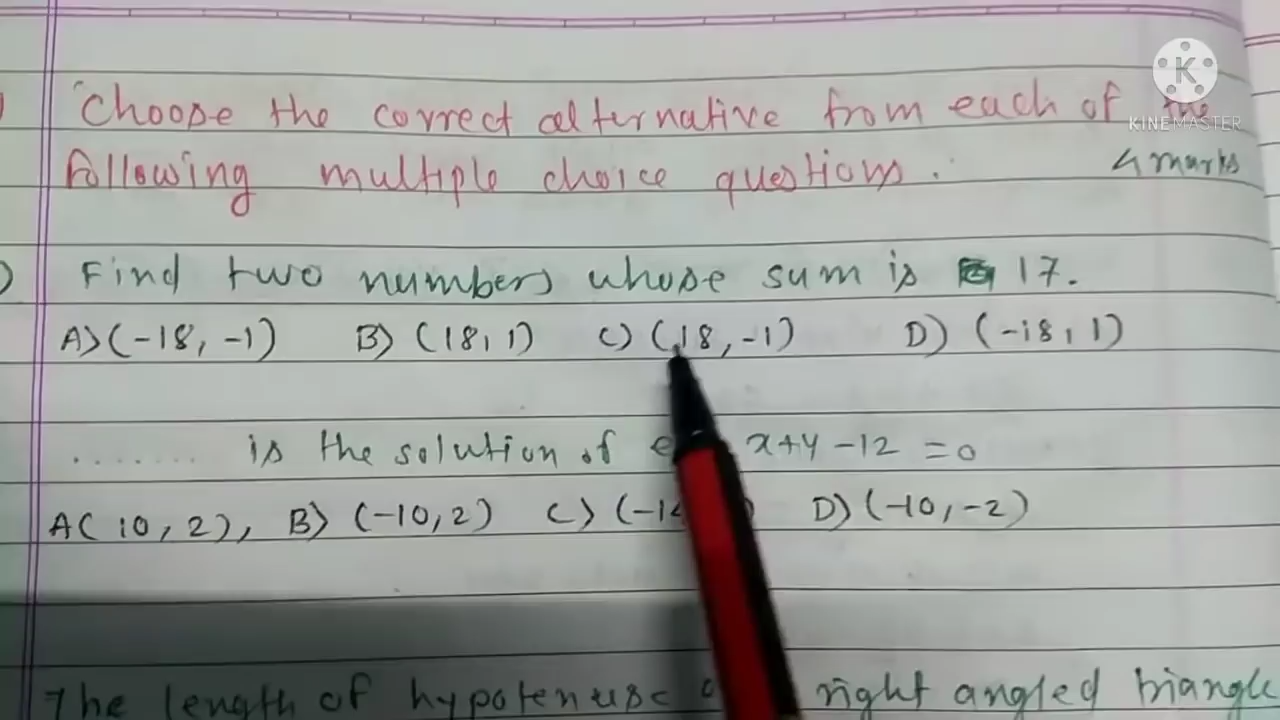 Choose the correct alternative from each of the
following multiple choice questions.
4 marks
Find two numbers whose sum is 17.
A) (-18, -1) B) (18, 1) C) (18, -1) D) (-18, 1)
........ is the solution of x+y-12=0
A( 10, 2), B) (-10, 2) C) D) (-10, -2)
The length of hypotenuse right angled triangle
KINEMASTER